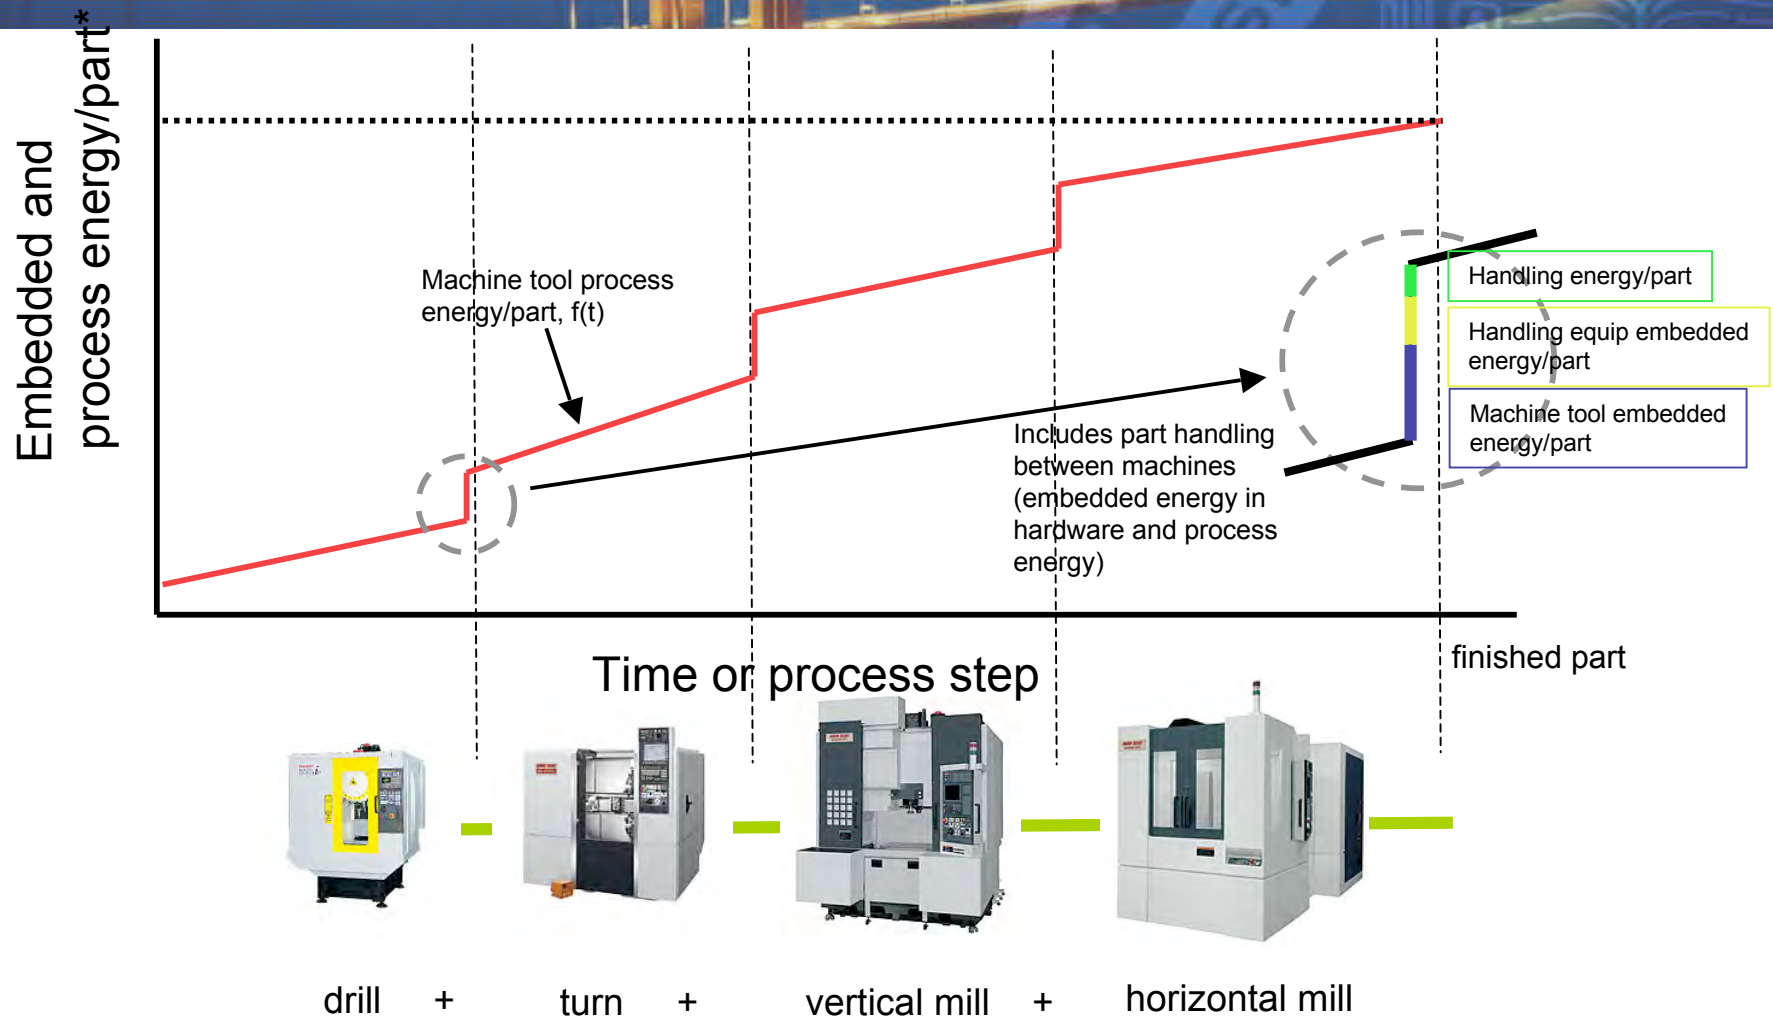 Embedded and
process energy/part*
Machine tool process
energy/part, f(t)
Includes part handling
between machines
(embedded energy in
hardware and process
energy)
Handling energy/part
Handling equip embedded
energy/part
Machine tool embedded
energy/part
Time or process step
finished part
drill + turn + vertical mill + horizontal mill